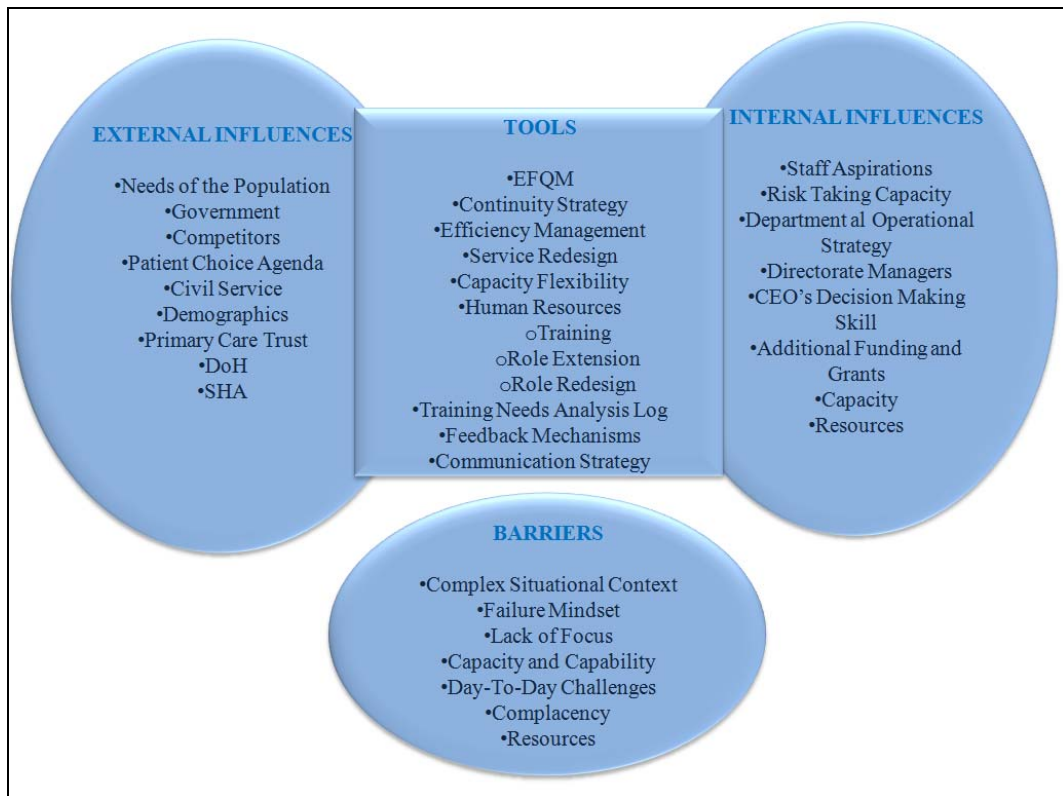 EXTERNAL INFLUENCES
•Needs of the Population
•Government
•Competitors
•Patient Choice Agenda
•Civil Service
•Demographics
•Primary Care Trust
•DoH
•SHA
TOOLS
•EFQM
•Continuity Strategy
•Efficiency Management
•Service Redesign
•Capacity Flexibility
•Human Resources
oTraining
oRole Extension
oRole Redesign
•Training Needs Analysis Log
•Feedback Mechanisms
•Communication Strategy
INTERNAL INFLUENCES
•Staff Aspirations
•Risk Taking Capacity
•Department al Operational
Strategy
•Directorate Managers
•CEO’s Decision Making
Skill
•Additional Funding and
Grants
•Capacity
•Resources
BARRIERS
•Complex Situational Context
•Failure Mindset
•Lack of Focus
•Capacity and Capability
•Day-To-Day Challenges
•Complacency
•Resources